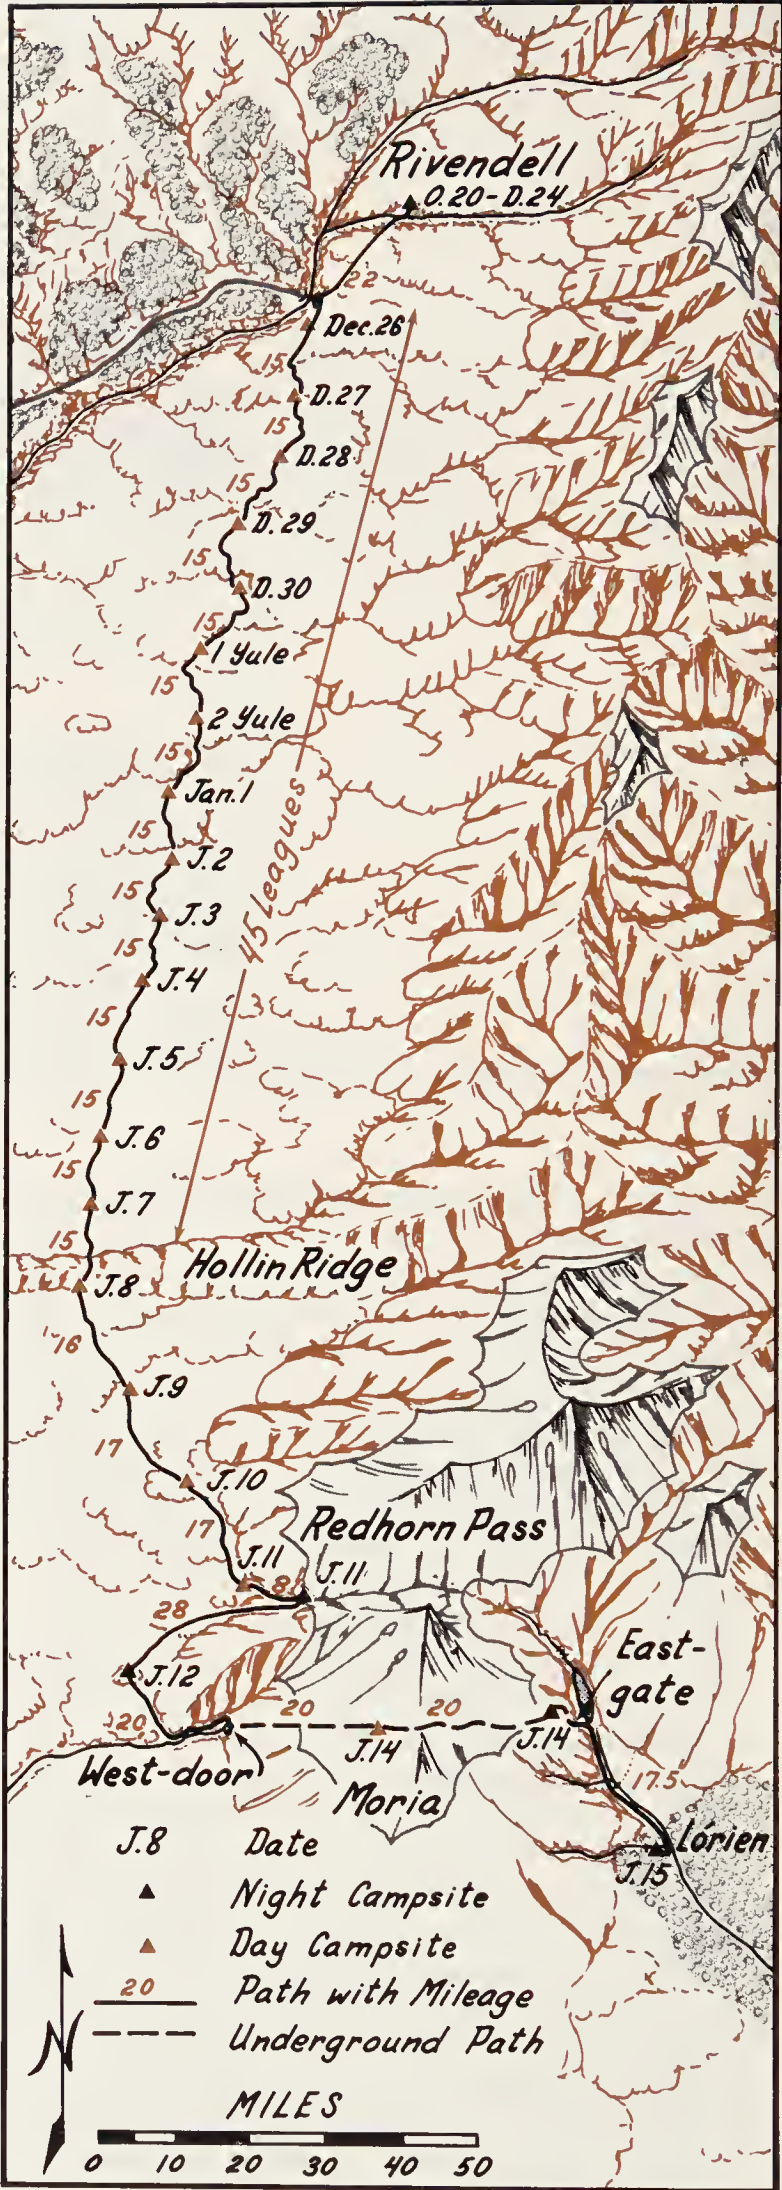 Rivendell
O.20-D.24
22
Dec.26
15
D.27
15
D.28
15
D.29
15
D.30
15
1 Yule
15
2 Yule
15
Jan.1
45 Leagues
15
J.2
15
J.3
15
J.4
15
J.5
15
J.6
15
J.7
15
Hollin Ridge
J.8
16
J.9
17
J.10
17
Redhorn Pass
J.11
8
J.11
28
East-
gate
J.12
20
20
20
J.14
J.14
West-door
17.5
Moria
Lórien
J.15
J.8 Date
Night Campsite
Day Campsite
20 Path with Mileage
Underground Path
N
MILES
0 10 20 30 40 50